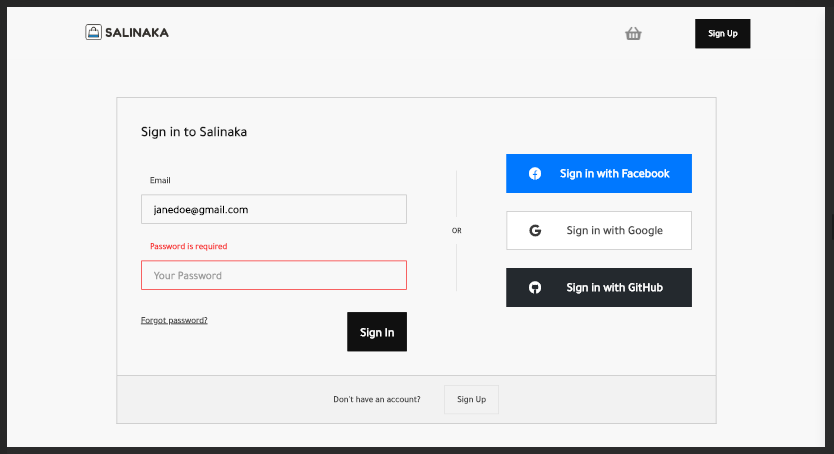 SALINAKA
Sign Up
Sign in to Salinaka
Email
janedoe@gmail.com
Password is required
Your Password
Forgot password?
Sign In
OR
Sign in with Facebook
Sign in with Google
Sign in with GitHub
Don't have an account?
Sign Up